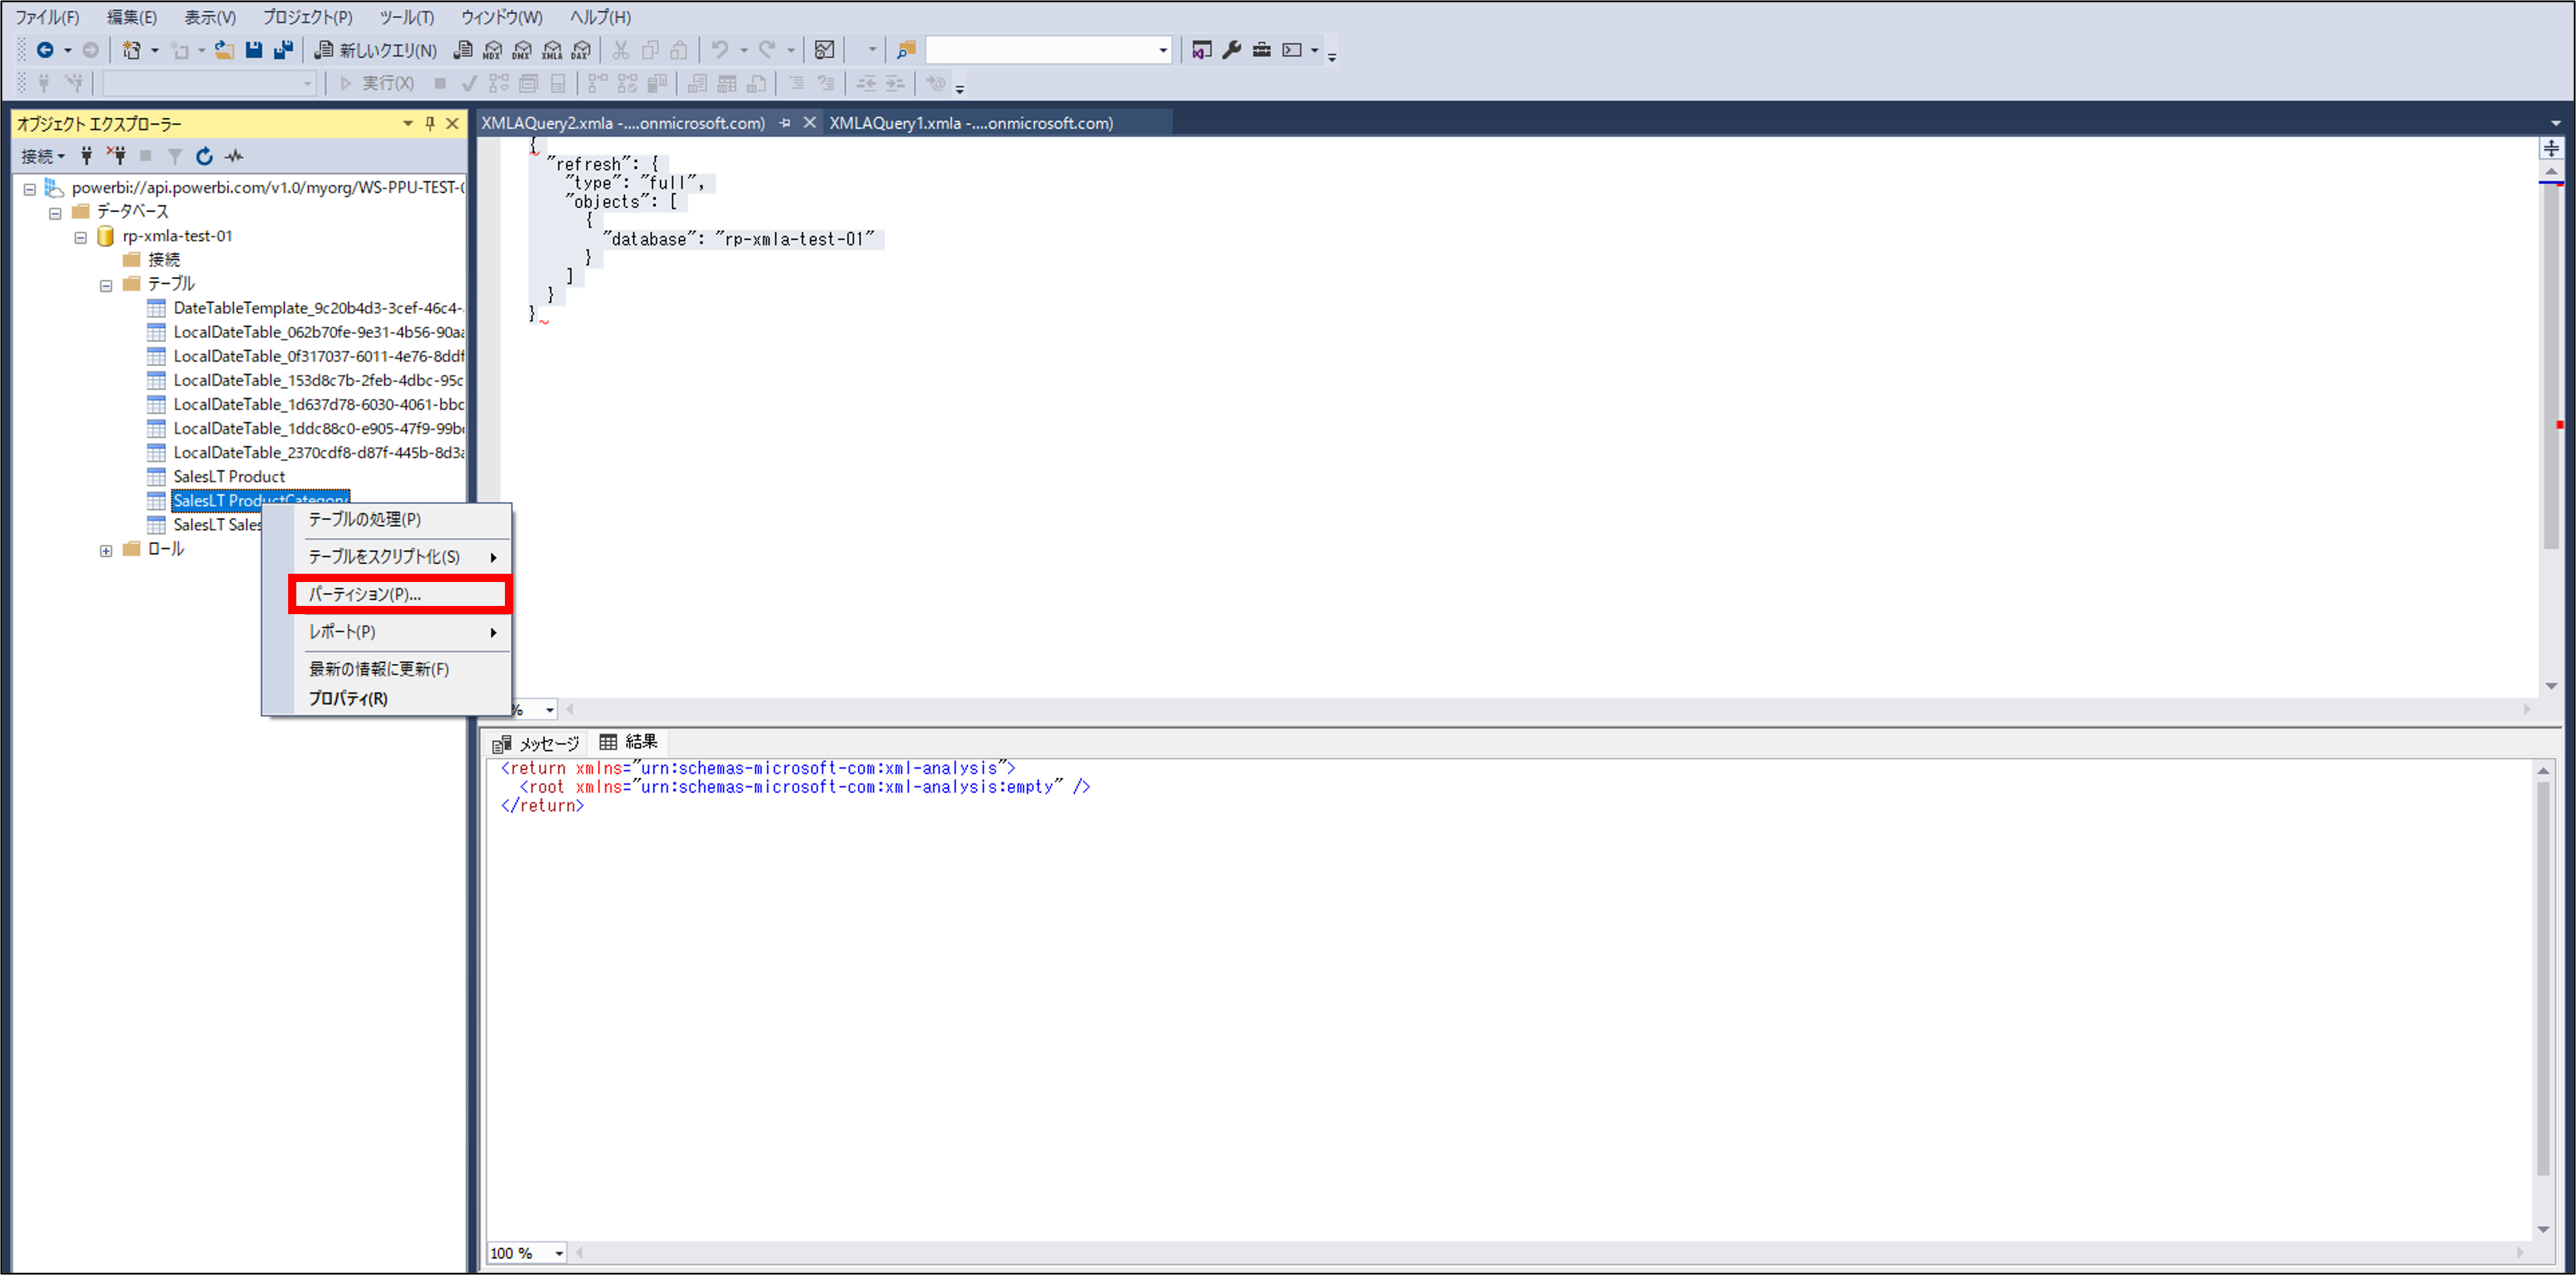 ファイル(F) 編集(E) 表示(V) プロジェクト(P) ツール(T) ウィンドウ(W) ヘルプ(H)
新しいクエリ(N) MDX DMX XMLA DAX
実行(X)
オブジェクト エクスプローラー
接続
powerbi://api.powerbi.com/v1.0/myorg/WS-PPU-TEST-
データベース
rp-xmla-test-01
接続
テーブル
DateTableTemplate_9c20b4d3-3cef-46c4-
LocalDateTable_062b70fe-9e31-4b56-90a
LocalDateTable_0f317037-6011-4e76-8ddf
LocalDateTable_153d8c7b-2feb-4dbc-95c
LocalDateTable_1d637d78-6030-4061-bbc
LocalDateTable_1ddc88c0-e905-47f9-99b
LocalDateTable_2370cdf8-d87f-445b-8d3a
SalesLT Product
SalesLT ProductCategory
SalesLT Sales
ロール
テーブルの処理(P)
テーブルをスクリプト化(S)
パーティション(P)...
レポート(P)
最新の情報に更新(F)
プロパティ(R)
XMLAQuery2.xmla -....onmicrosoft.com) XMLAQuery1.xmla -....onmicrosoft.com)
{
"refresh": {
"type": "full",
"objects": [
{
"database": "rp-xmla-test-01"
}
]
}
}
%
メッセージ 結果
<return xmlns="urn:schemas-microsoft-com:xml-analysis">
<root xmlns="urn:schemas-microsoft-com:xml-analysis:empty" />
</return>
100 %